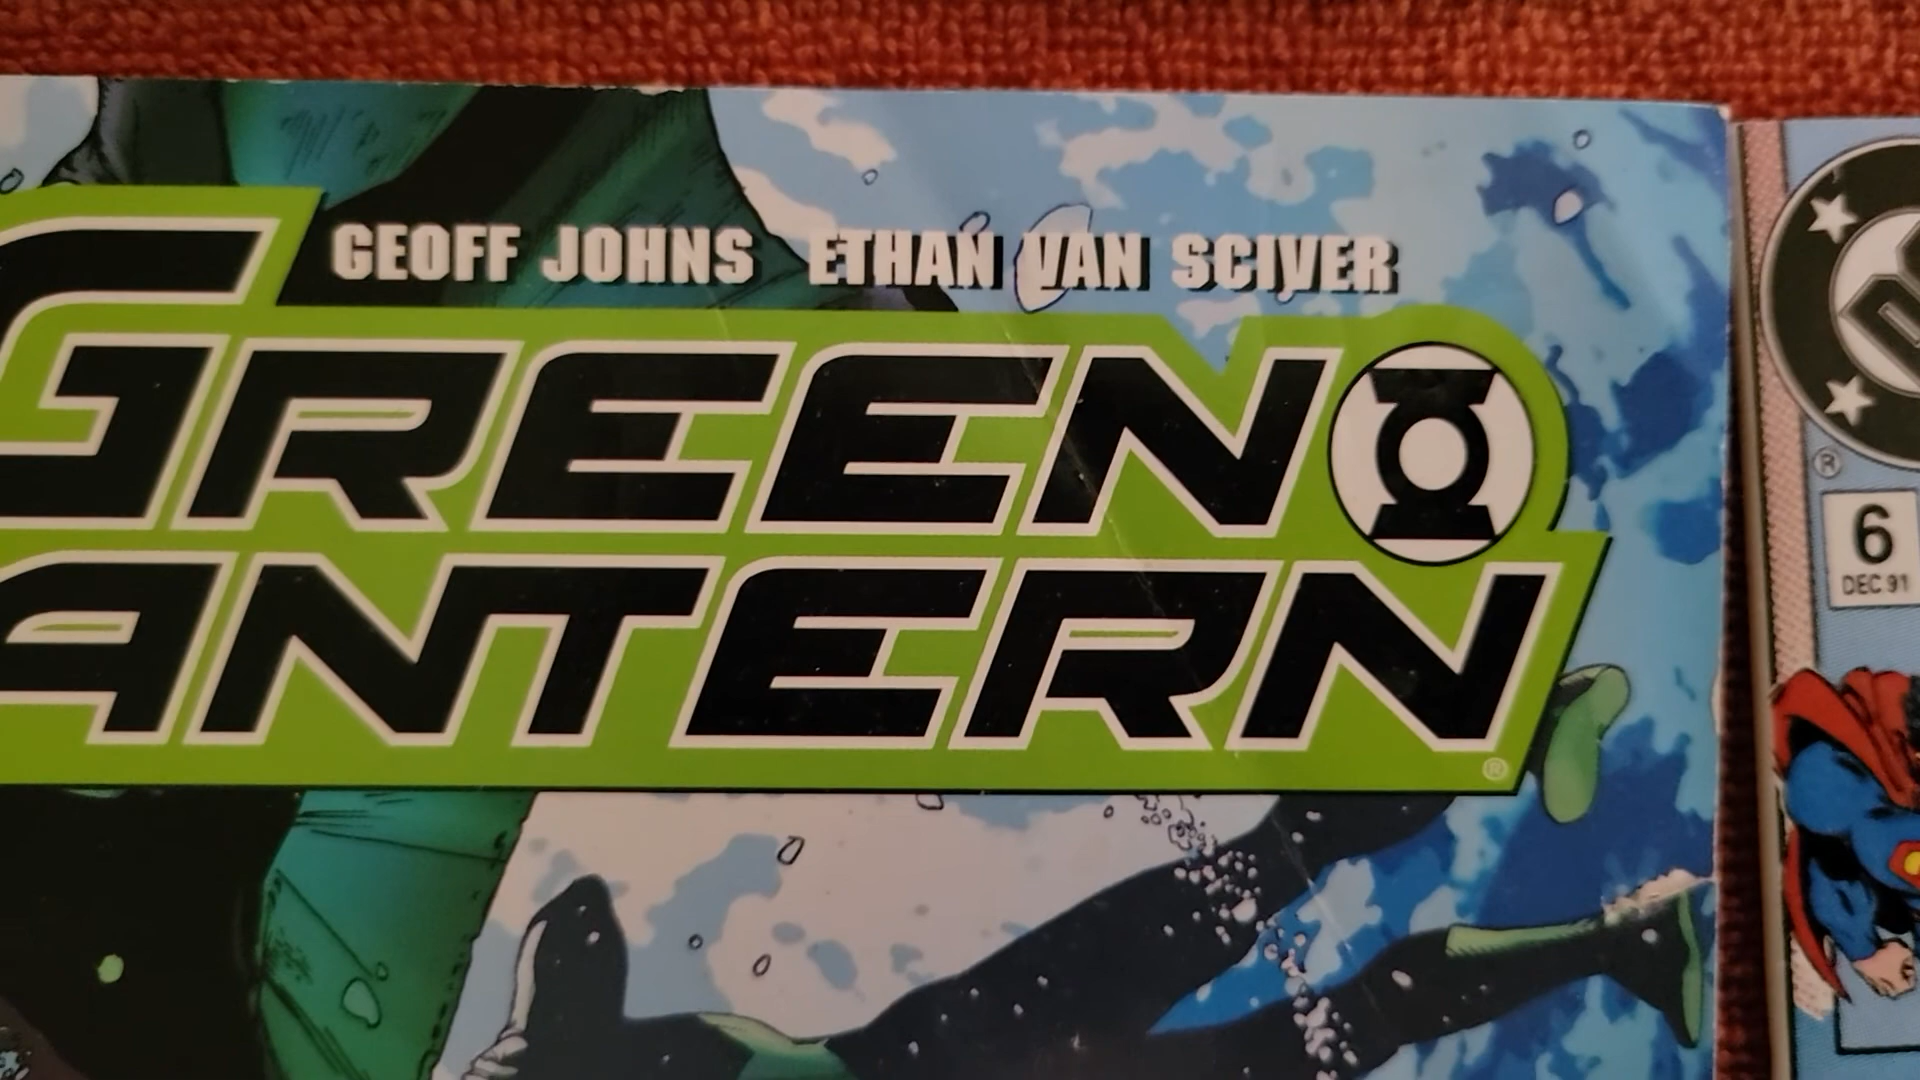 GEOFF JOHNS ETHAN VAN SCIVER
GREEN
ANTERN
®
®
6
DEC 91